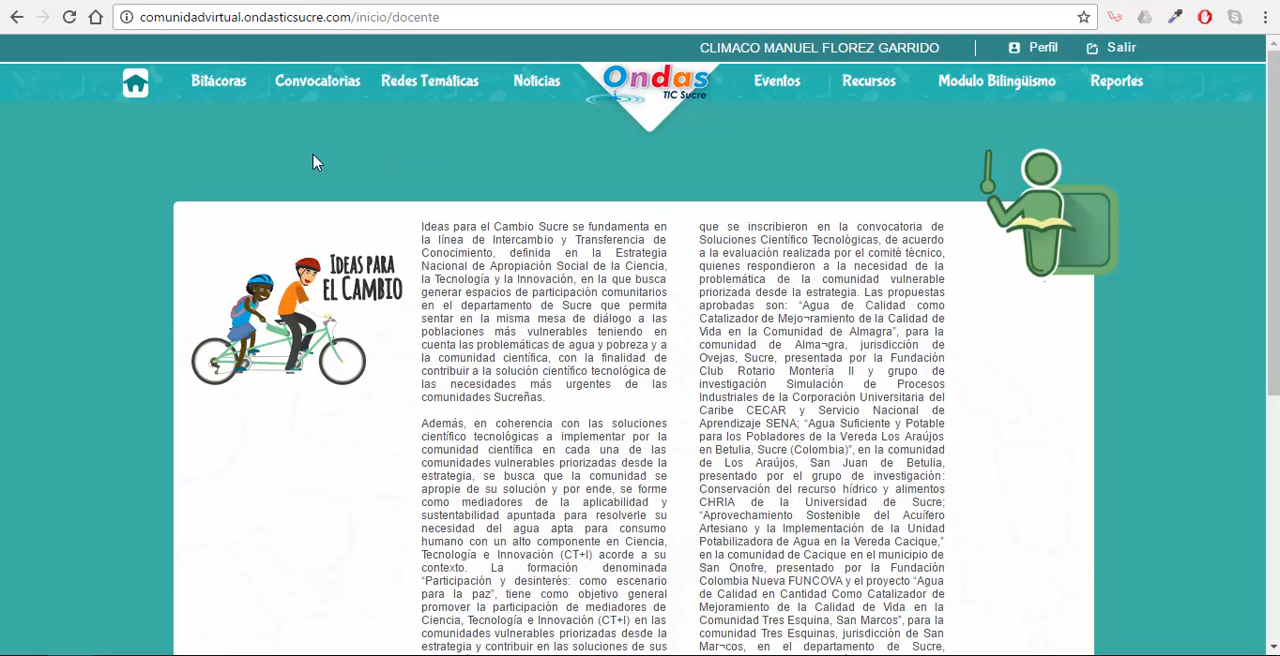 comunidadvirtual.ondasticsucre.com/inicio/docente
CLIMACO MANUEL FLOREZ GARRIDO
Perfil
Salir
Bitácoras
Convocatorias
Redes Temáticas
Noticias
Ondas
TIC Sucre
Eventos
Recursos
Modulo Bilingüismo
Reportes
IDEAS PARA
EL CAMBIO
Ideas para el Cambio Sucre se fundamenta en
la línea de Intercambio y Transferencia de
Conocimiento, definida en la Estrategia
Nacional de Apropiación Social de la Ciencia,
la Tecnología y la Innovación, en la que busca
generar espacios de participación comunitarios
en el departamento de Sucre que permita
sentar en la misma mesa de diálogo a las
poblaciones más vulnerables teniendo en
cuenta las problemáticas de agua y pobreza y a
la comunidad científica, con la finalidad de
contribuir a la solución científico tecnológica de
las necesidades más urgentes de las
comunidades Sucreñas.
Además, en coherencia con las soluciones
científico tecnológicas a implementar por la
comunidad científica en cada una de las
comunidades vulnerables priorizadas desde la
estrategia, se busca que la comunidad se
apropie de su solución y por ende, se forme
como mediadores de la aplicabilidad y
sustentabilidad apuntada para resolverle su
necesidad del agua apta para consumo
humano con un alto componente en Ciencia,
Tecnología e Innovación (CT+I) acorde a su
contexto. La formación denominada
“Participación y desinterés: como escenario
para la paz”, tiene como objetivo general
promover la participación de mediadores de
Ciencia, Tecnología e Innovación (CT+I) en las
comunidades vulnerables priorizadas desde la
estrategia y contribuir en las soluciones de sus
que se inscribieron en la convocatoria de
Soluciones Científico Tecnológicas, de acuerdo
a la evaluación realizada por el comité técnico,
quienes respondieron a la necesidad de la
problemática de la comunidad vulnerable
priorizada desde la estrategia. Las propuestas
aprobadas son: “Agua de Calidad como
Catalizador de Mejo¬ramiento de la Calidad de
Vida en la Comunidad de Almagra”, para la
comunidad de Alma¬gra, jurisdicción de
Ovejas, Sucre, presentada por la Fundación
Club Rotario Montería II y grupo de
investigación Simulación de Procesos
Industriales de la Corporación Universitaria del
Caribe CECAR y Servicio Nacional de
Aprendizaje SENA; “Agua Suficiente y Potable
para los Pobladores de la Vereda Los Araújos
en Betulia, Sucre (Colombia)”, en la comunidad
de Los Araújos, San Juan de Betulia,
presentado por el grupo de investigación:
Conservación del recurso hídrico y alimentos
CHRIA de la Universidad de Sucre;
“Aprovechamiento Sostenible del Acuífero
Artesiano y la Implementación de la Unidad
Potabilizadora de Agua en la Vereda Cacique,”
en la comunidad de Cacique en el municipio de
San Onofre, presentado por la Fundación
Colombia Nueva FUNCOVA y el proyecto “Agua
de Calidad en Cantidad Como Catalizador de
Mejoramiento de la Calidad de Vida en la
Comunidad Tres Esquina, San Marcos”, para la
comunidad Tres Esquinas, jurisdicción de San
Mar¬cos, en el departamento de Sucre,